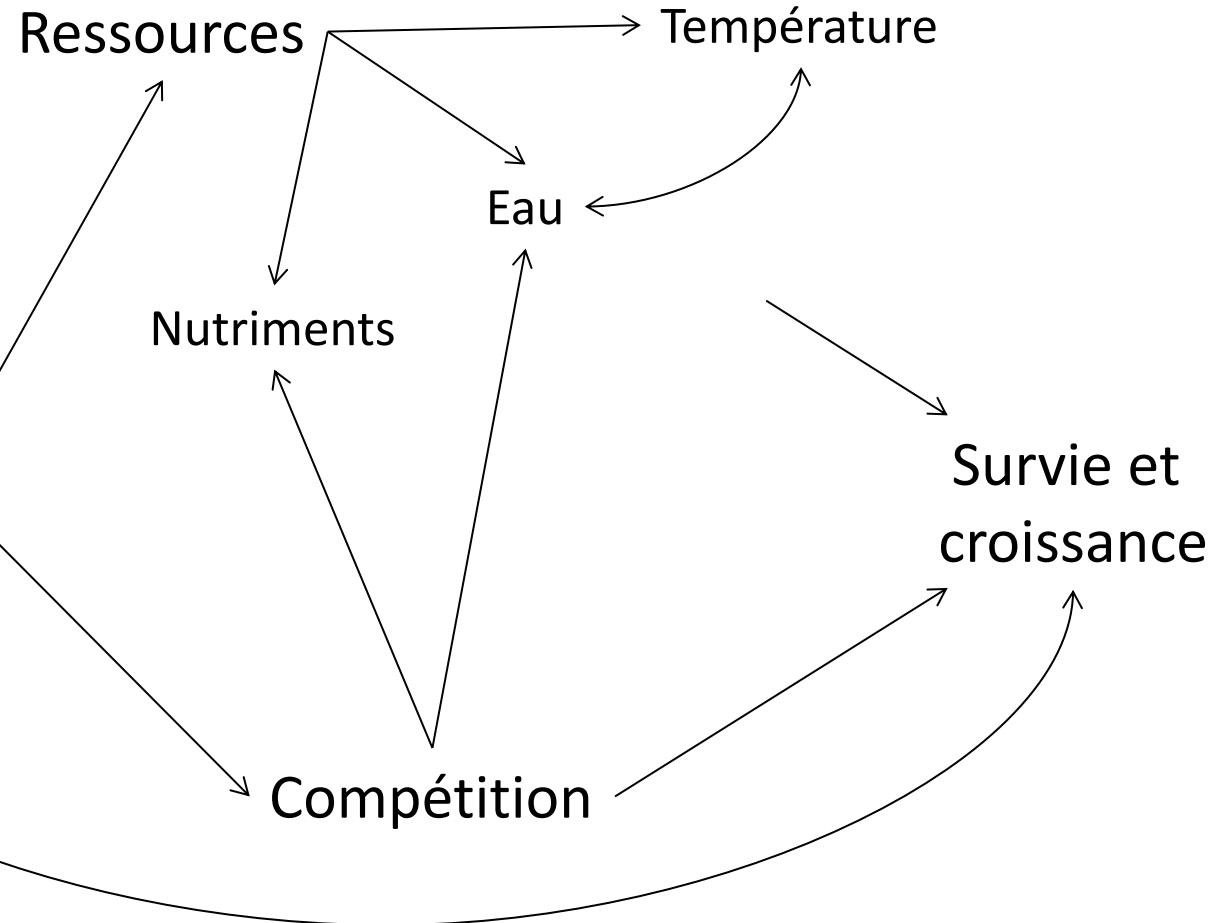 Ressources
Température
Eau
Nutriments
Survie et
croissance
Compétition